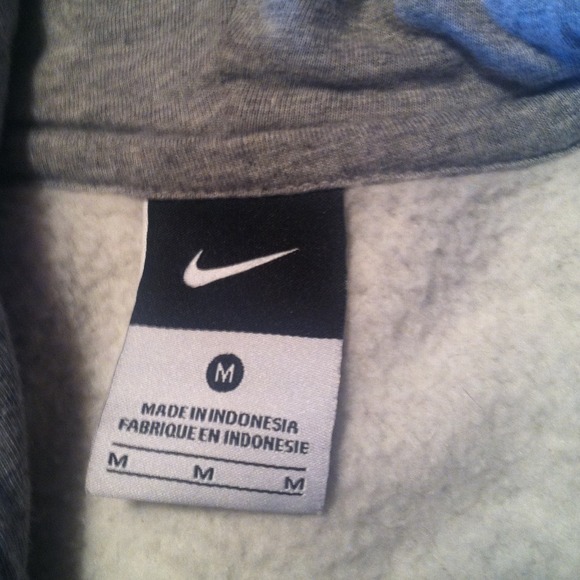 M
MADE IN INDONESIA
FABRIQUE EN INDONESIE
M M M